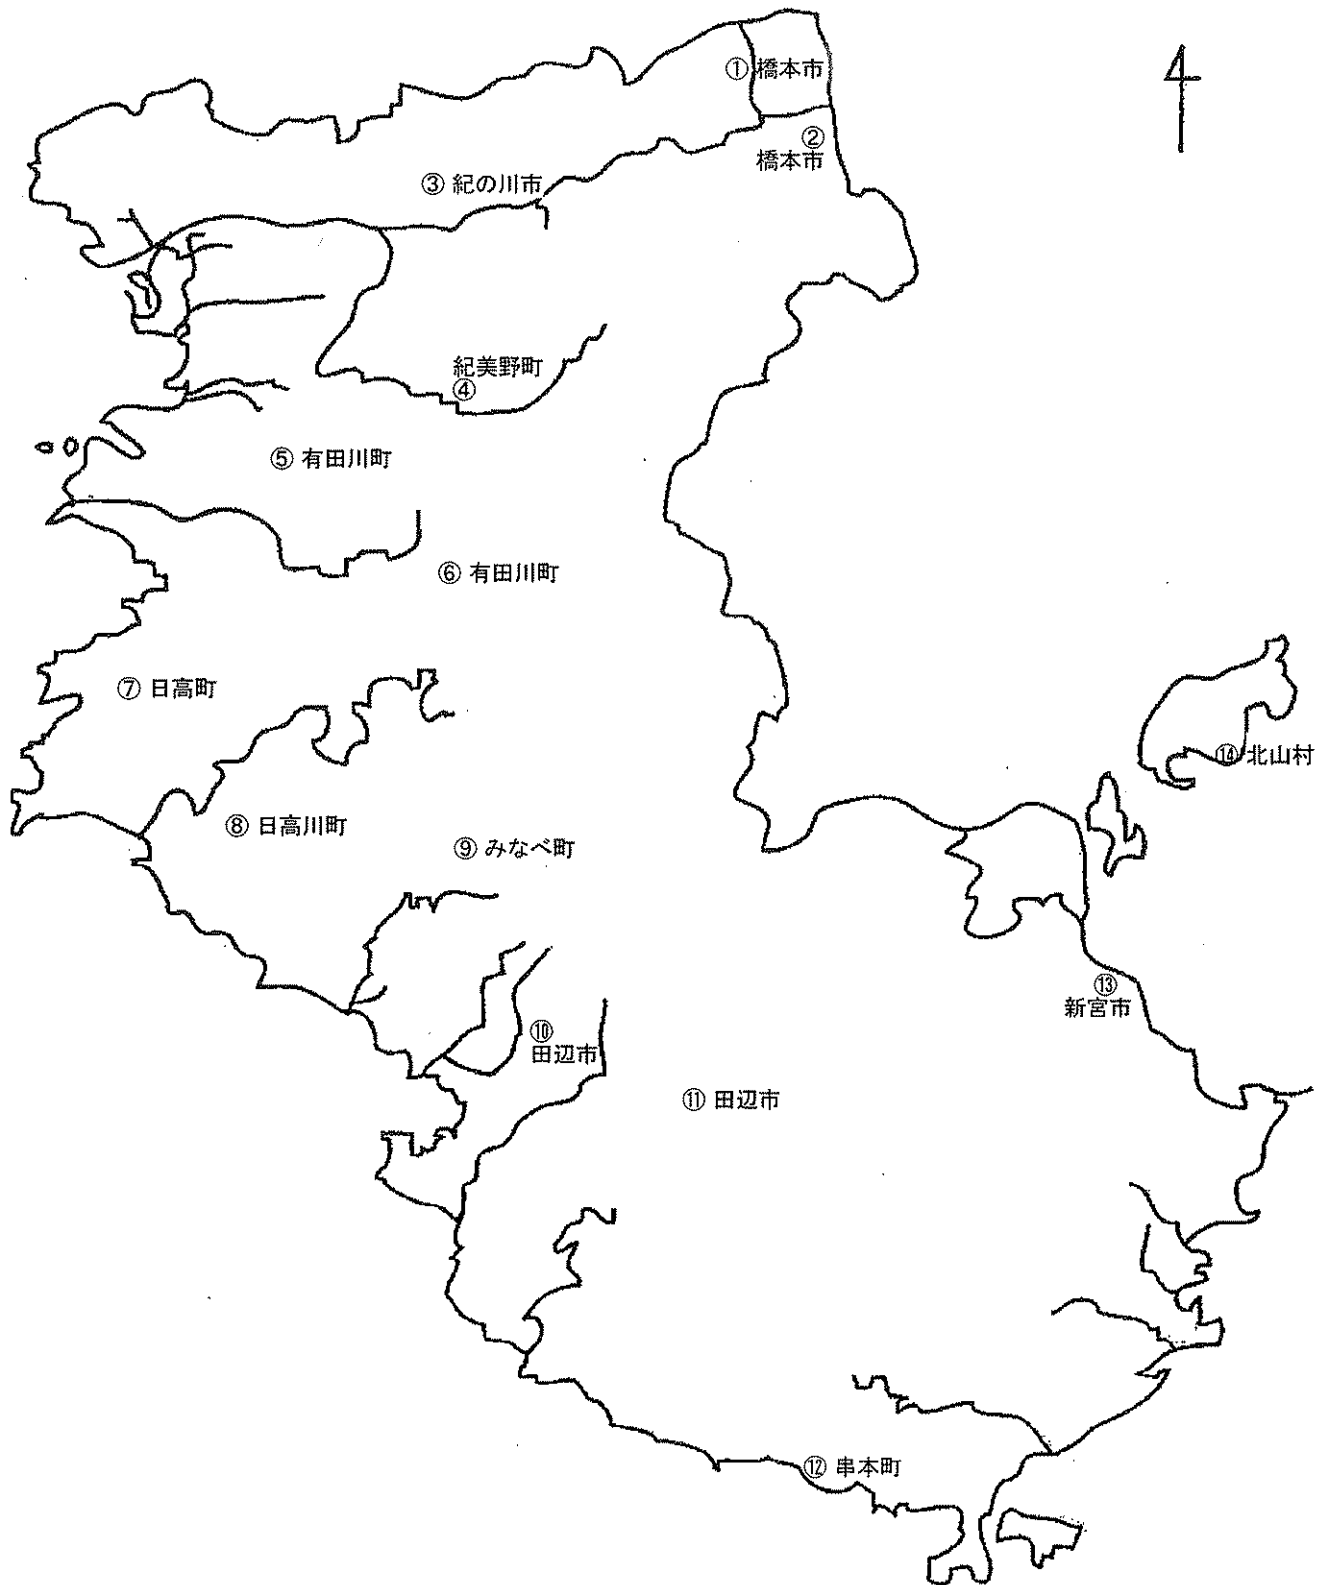 ① 橋本市
②
橋本市
③ 紀の川市
紀美野町
④
⑤ 有田川町
⑥ 有田川町
⑦ 日高町
⑧ 日高川町
⑨ みなべ町
⑩
田辺市
⑪ 田辺市
⑫ 串本町
⑬
新宮市
⑭ 北山村